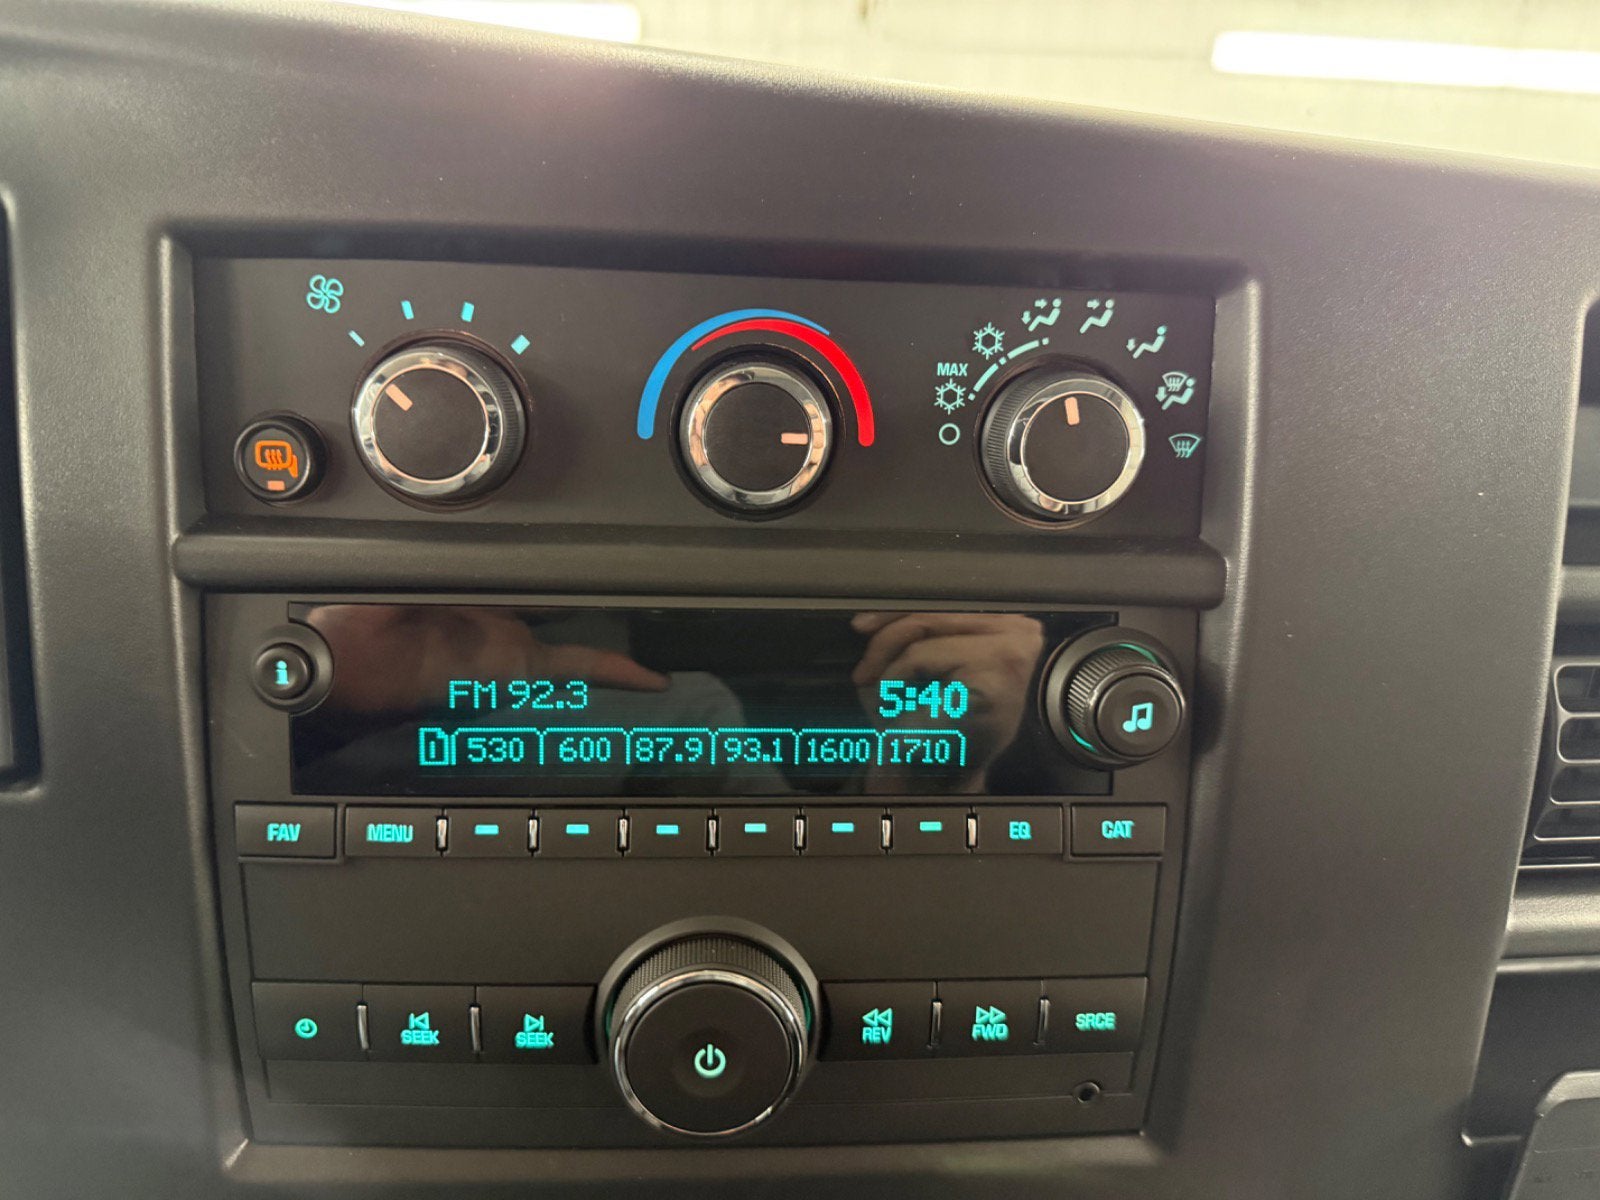 MAX
FM 92.3 5:40
1 530 600 87.9 93.1 1600 1710
FAV MENU EQ CAT
SEEK SEEK REV FWD SRCE